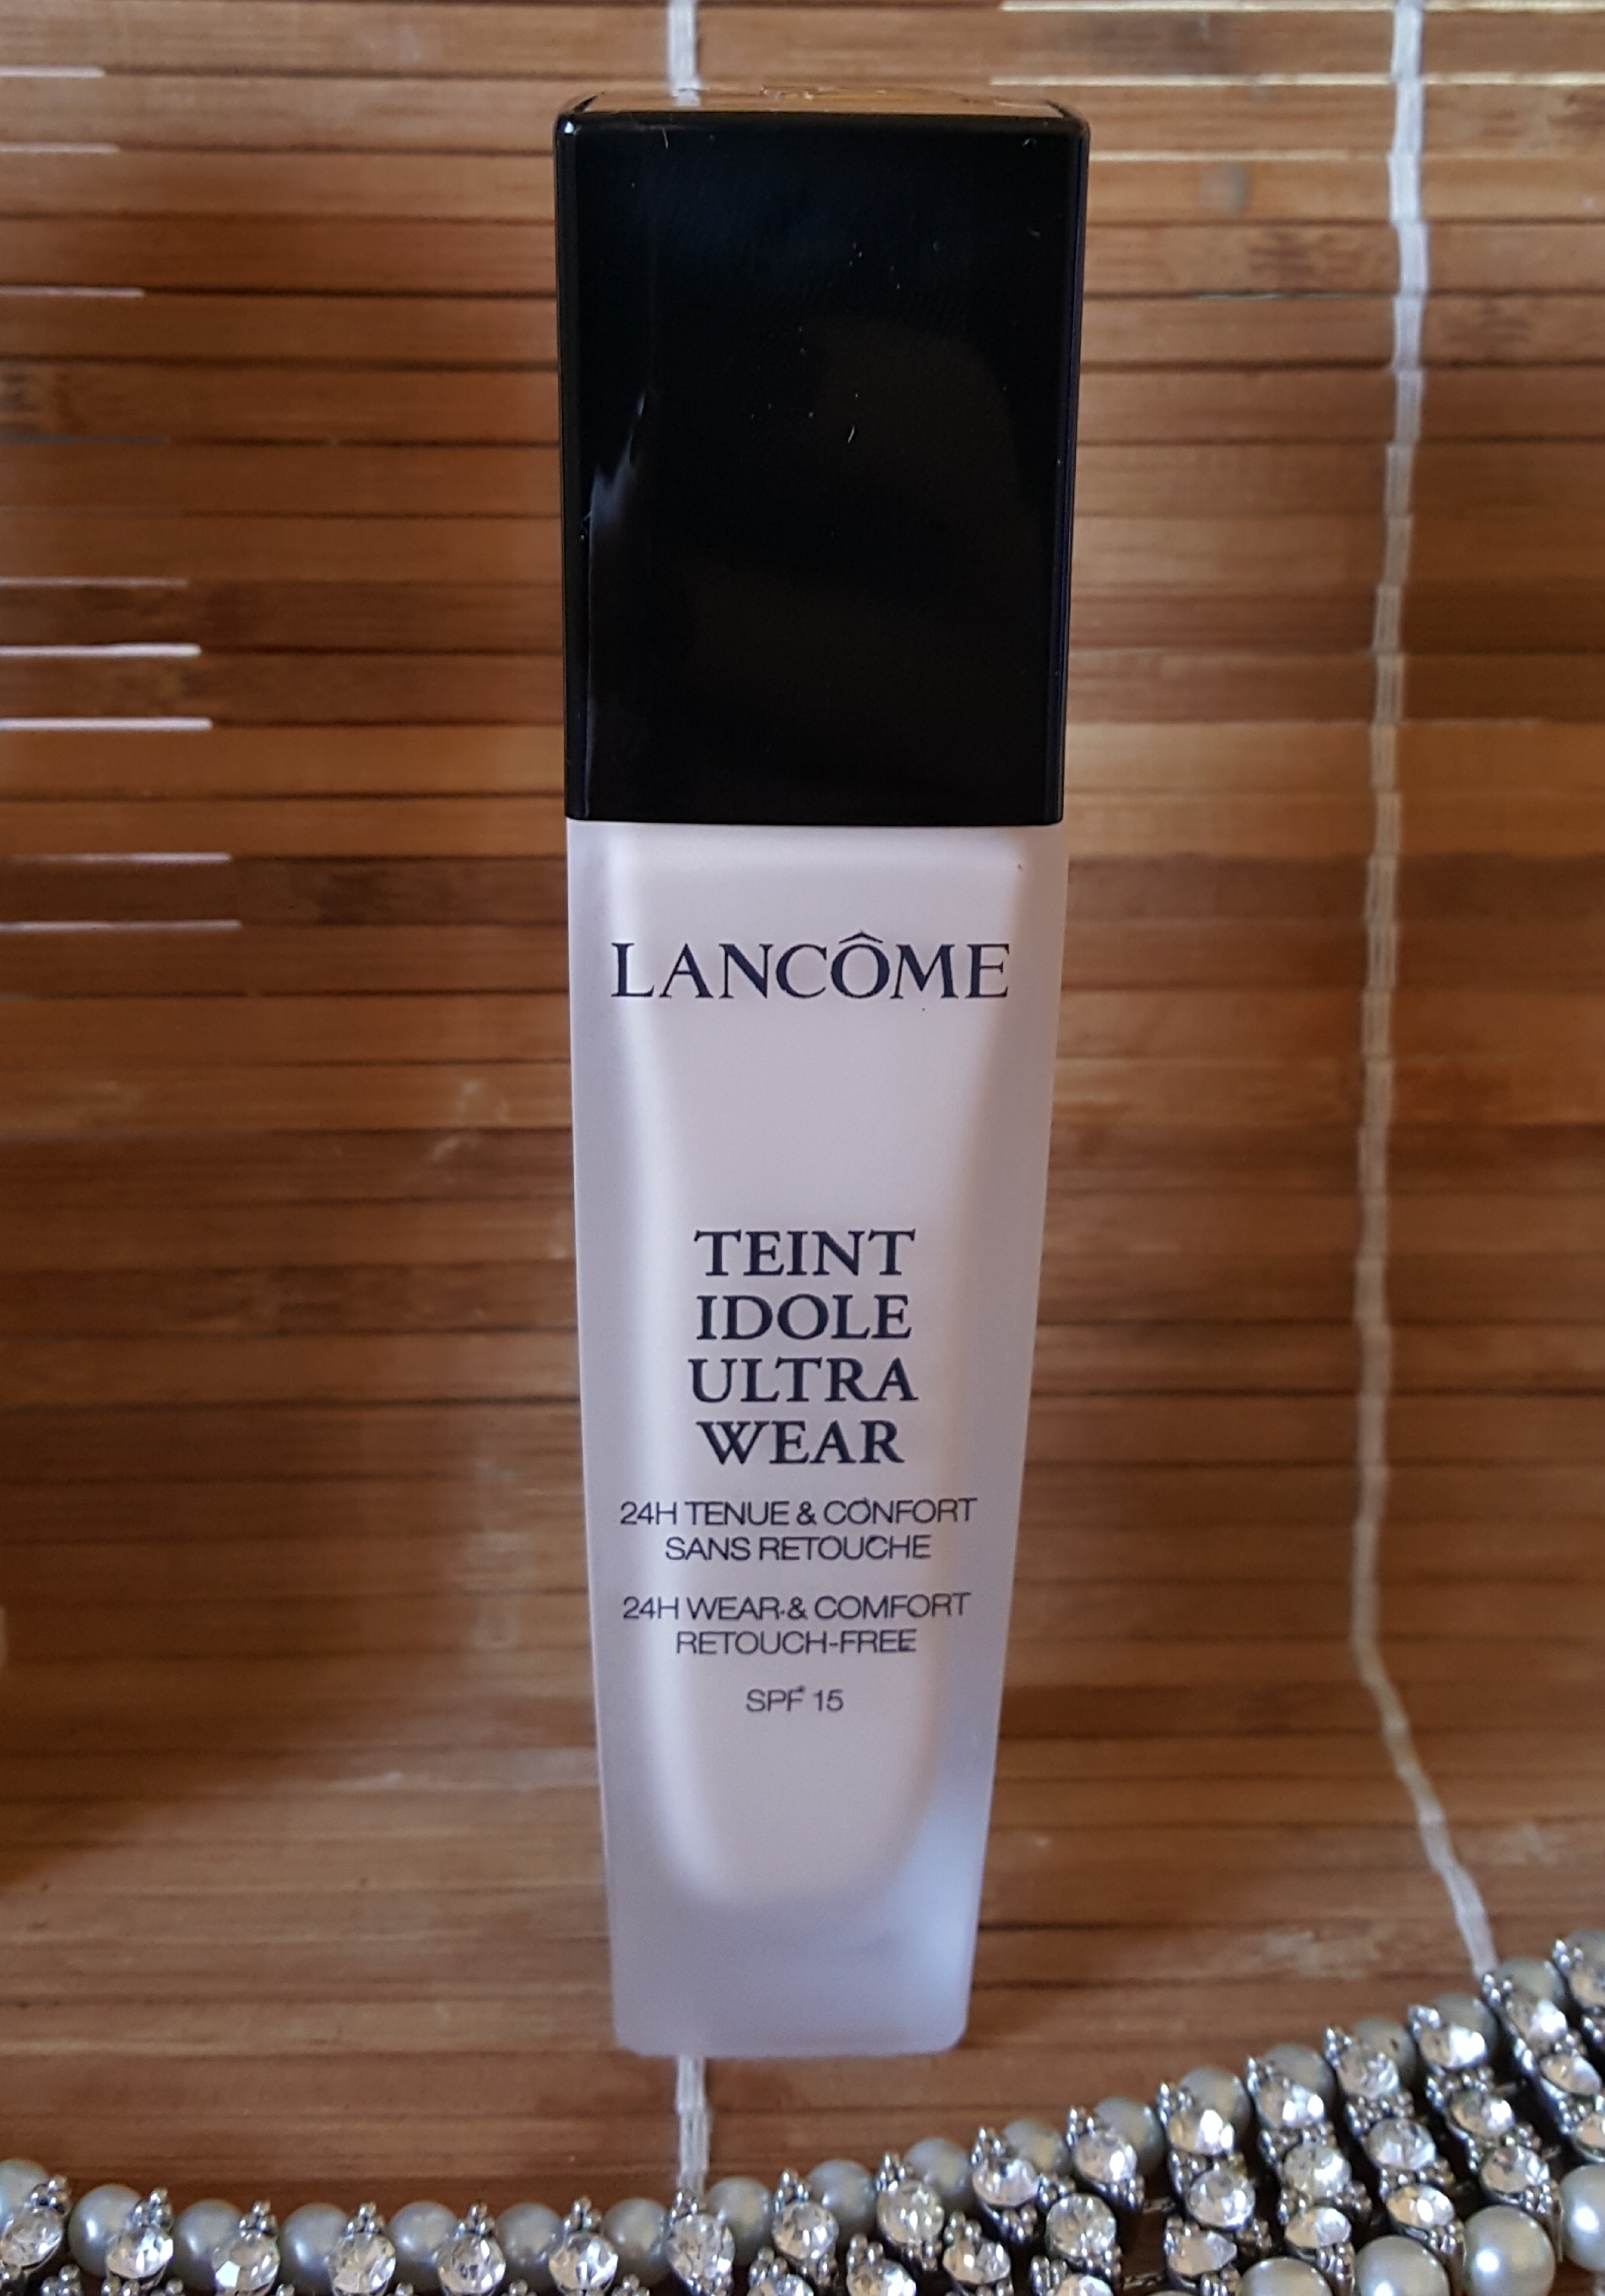 LANCÔME
TEINT
IDOLE
ULTRA
WEAR
24H TENUE & CONFORT
SANS RETOUCHE
24H WEAR & COMFORT
RETOUCH-FREE
SPF 15